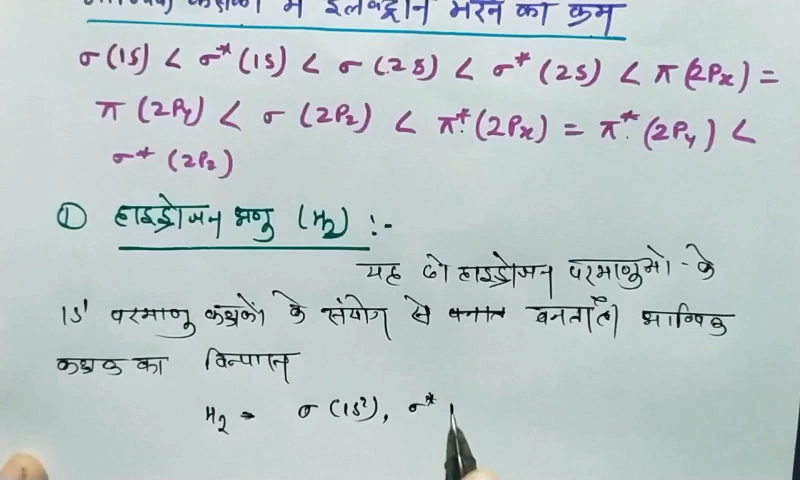 आण्विक कक्षकों में इलेक्ट्रॉन भरने का क्रम
σ(1S) < σ*(1S) < σ(2S) < σ*(2S) < π(2Px) =
π(2Py) < σ(2Pz) < π*(2Px) = π*(2Py) <
σ*(2Pz)
① हाइड्रोजन अणु (H2) :-
यह दो हाइड्रोजन परमाणुओ के
1S' परमाणु कक्षकों के संयोग से बनता है। आण्विक
कक्षक का विन्यास
H2 = σ(1S²), σ*